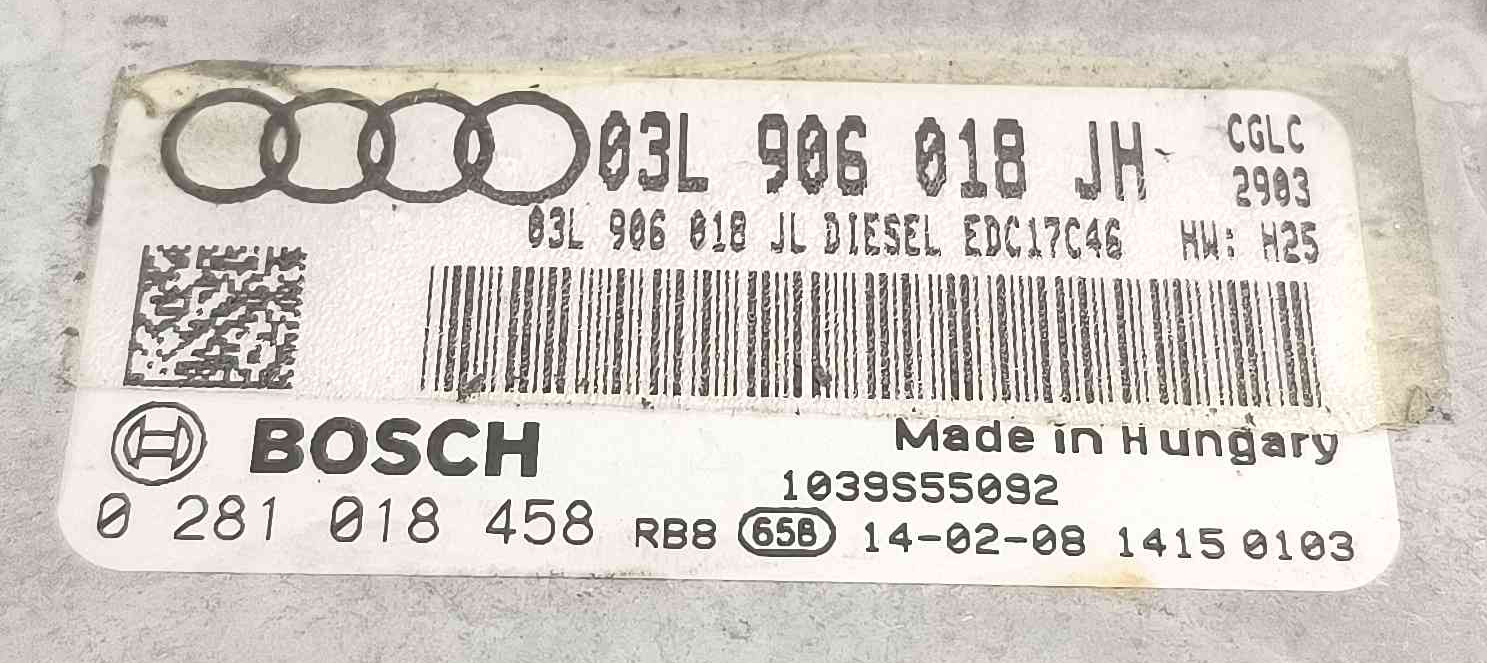 03L 906 018 JH
CGLC
2903
03L 906 018 JL DIESEL EDC17C46 HW: H25
BOSCH
Made in Hungary
1039S55092
0 281 018 458 RB8 658 14-02-08 1415 0103